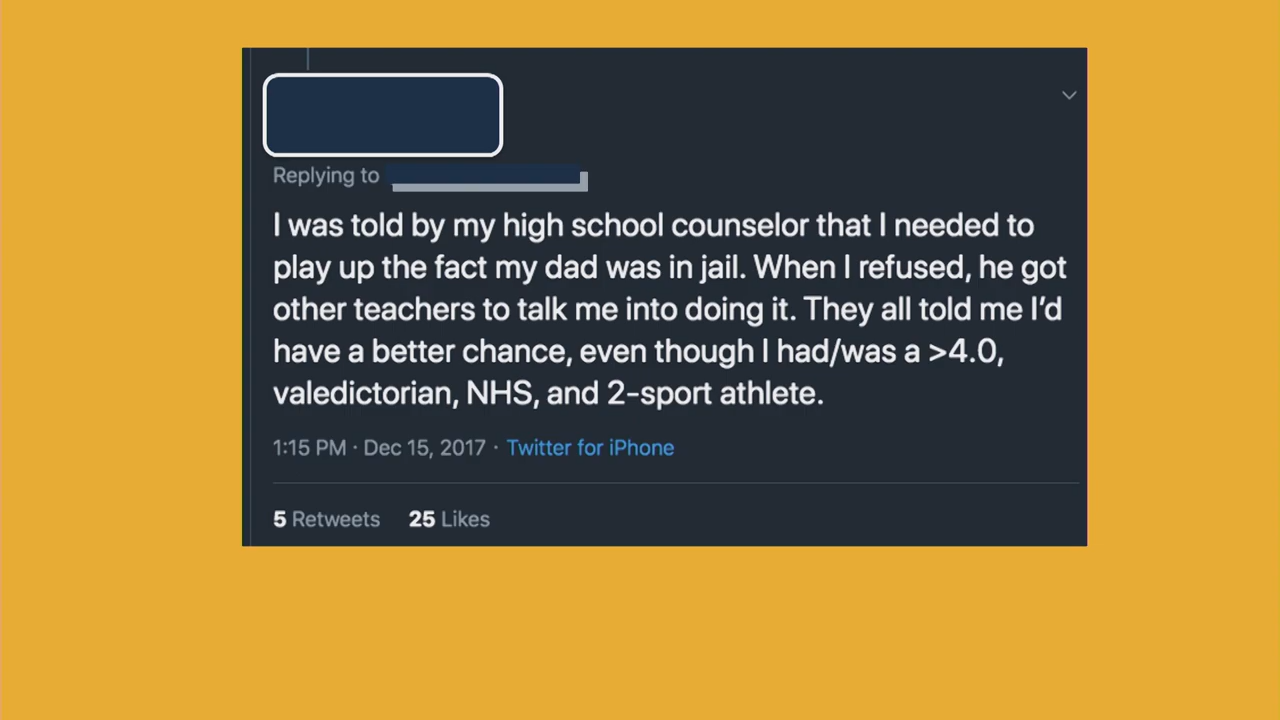 Replying to
I was told by my high school counselor that I needed to
play up the fact my dad was in jail. When I refused, he got
other teachers to talk me into doing it. They all told me I’d
have a better chance, even though I had/was a >4.0,
valedictorian, NHS, and 2-sport athlete.
1:15 PM · Dec 15, 2017 · Twitter for iPhone
5 Retweets 25 Likes